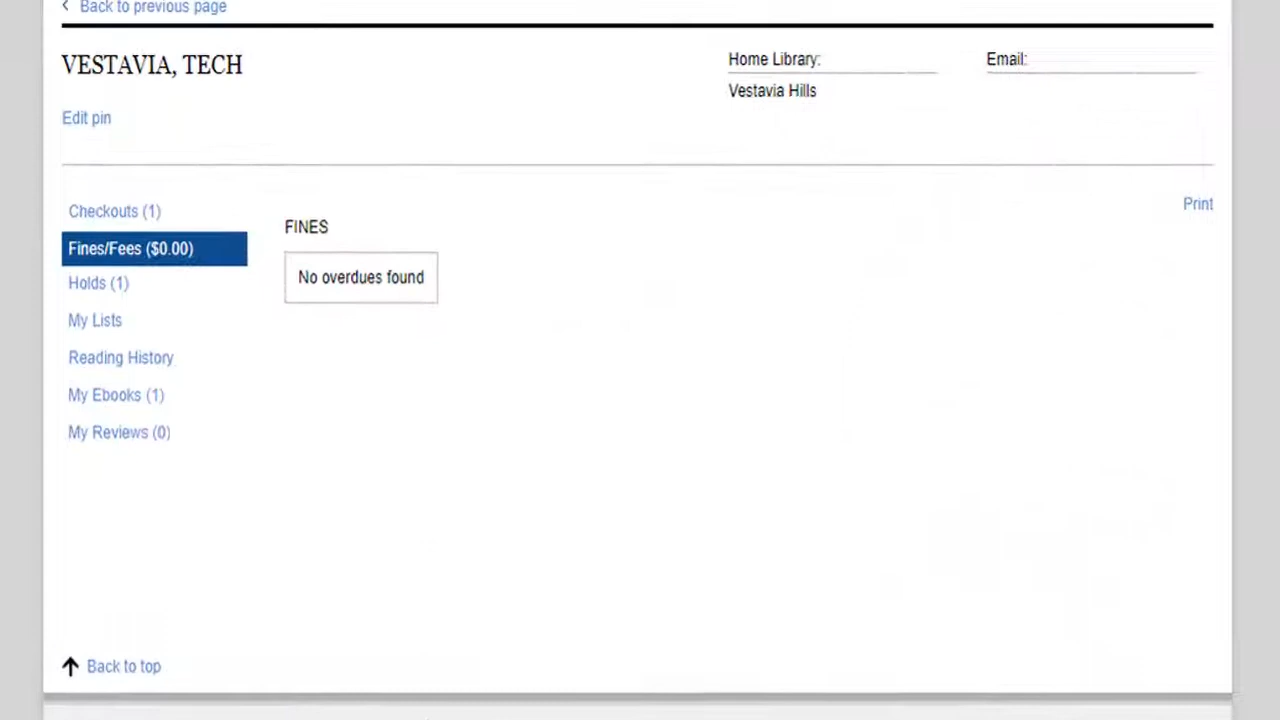 Back to previous page
VESTAVIA, TECH
Home Library:
Email:
Vestavia Hills
Edit pin
Print
Checkouts (1)
Fines/Fees ($0.00)
Holds (1)
My Lists
Reading History
My Ebooks (1)
My Reviews (0)
FINES
No overdues found
Back to top